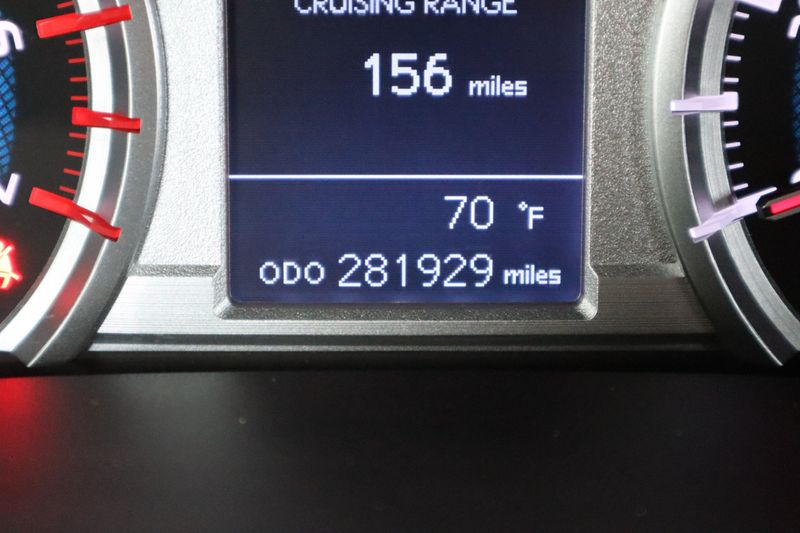 CRUISING RANGE
156 miles
70 °F
ODO 281929 miles